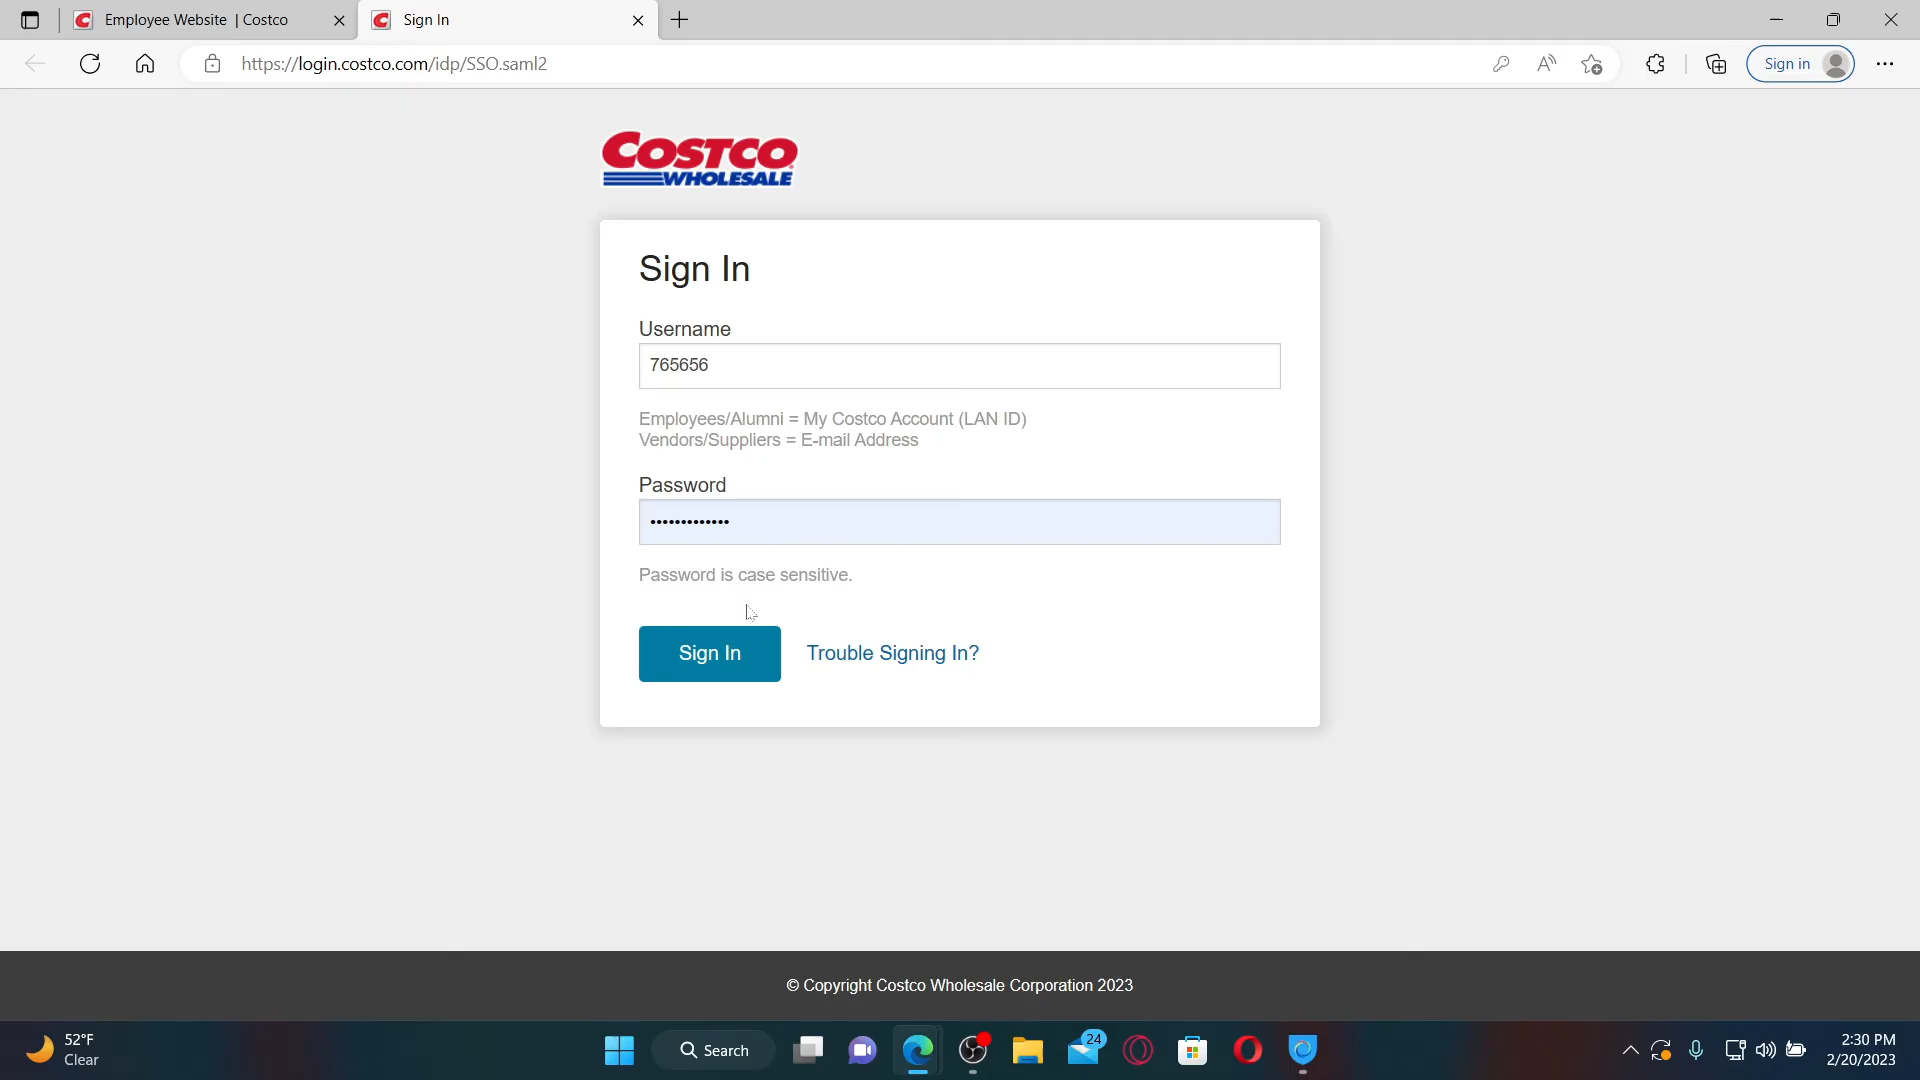 Employee Website | Costco
Sign In
https://login.costco.com/idp/SSO.saml2
Sign in
COSTCO
WHOLESALE
Sign In
Username
765656
Employees/Alumni = My Costco Account (LAN ID)
Vendors/Suppliers = E-mail Address
Password
•••••••••••••
Password is case sensitive.
Sign In
Trouble Signing In?
© Copyright Costco Wholesale Corporation 2023
52°F
Clear
Search
24
2:30 PM
2/20/2023